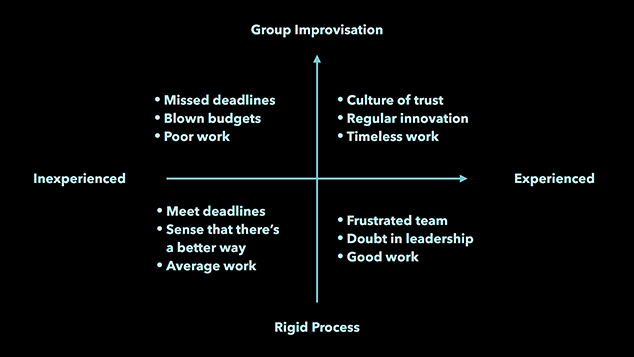 Group Improvisation
• Missed deadlines
• Blown budgets
• Poor work
• Culture of trust
• Regular innovation
• Timeless work
Inexperienced
Experienced
• Meet deadlines
• Sense that there's
a better way
• Average work
• Frustrated team
• Doubt in leadership
• Good work
Rigid Process